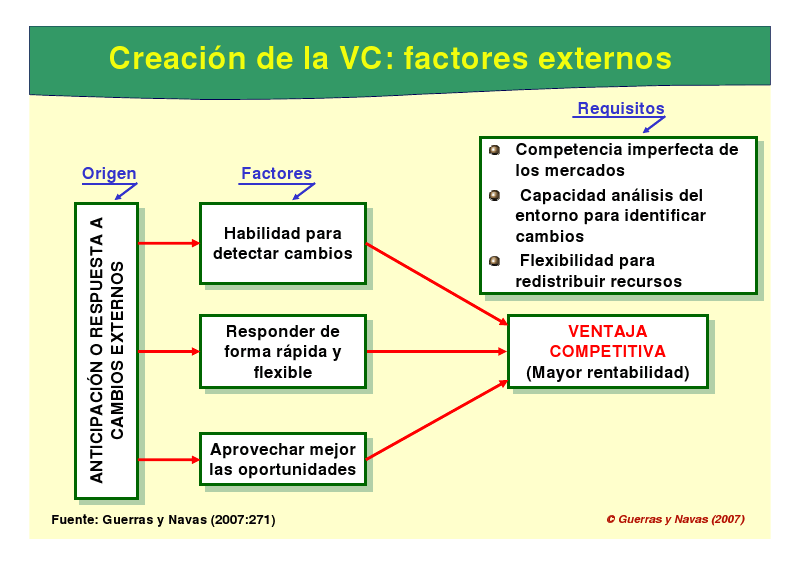 Creación de la VC: factores externos
Requisitos
Competencia imperfecta de
los mercados
Capacidad análisis del
entorno para identificar
cambios
Flexibilidad para
redistribuir recursos
Origen
Factores
ANTICIPACIÓN O RESPUESTA A
CAMBIOS EXTERNOS
Habilidad para
detectar cambios
Responder de
forma rápida y
flexible
Aprovechar mejor
las oportunidades
VENTAJA
COMPETITIVA
(Mayor rentabilidad)
Fuente: Guerras y Navas (2007:271)
© Guerras y Navas (2007)